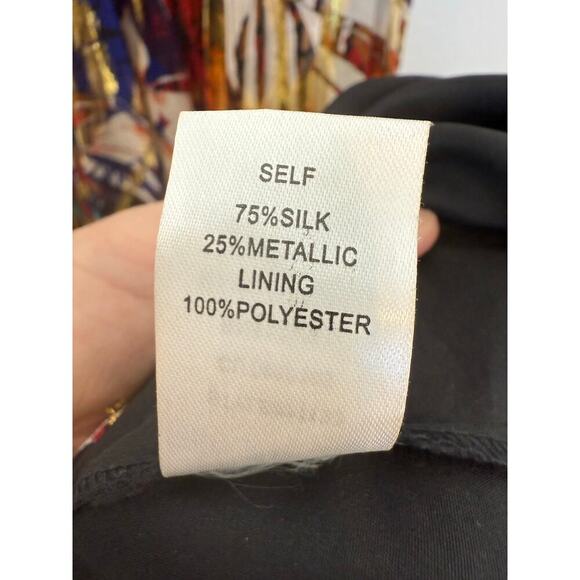 SELF
75%SILK
25%METALLIC
LINING
100%POLYESTER